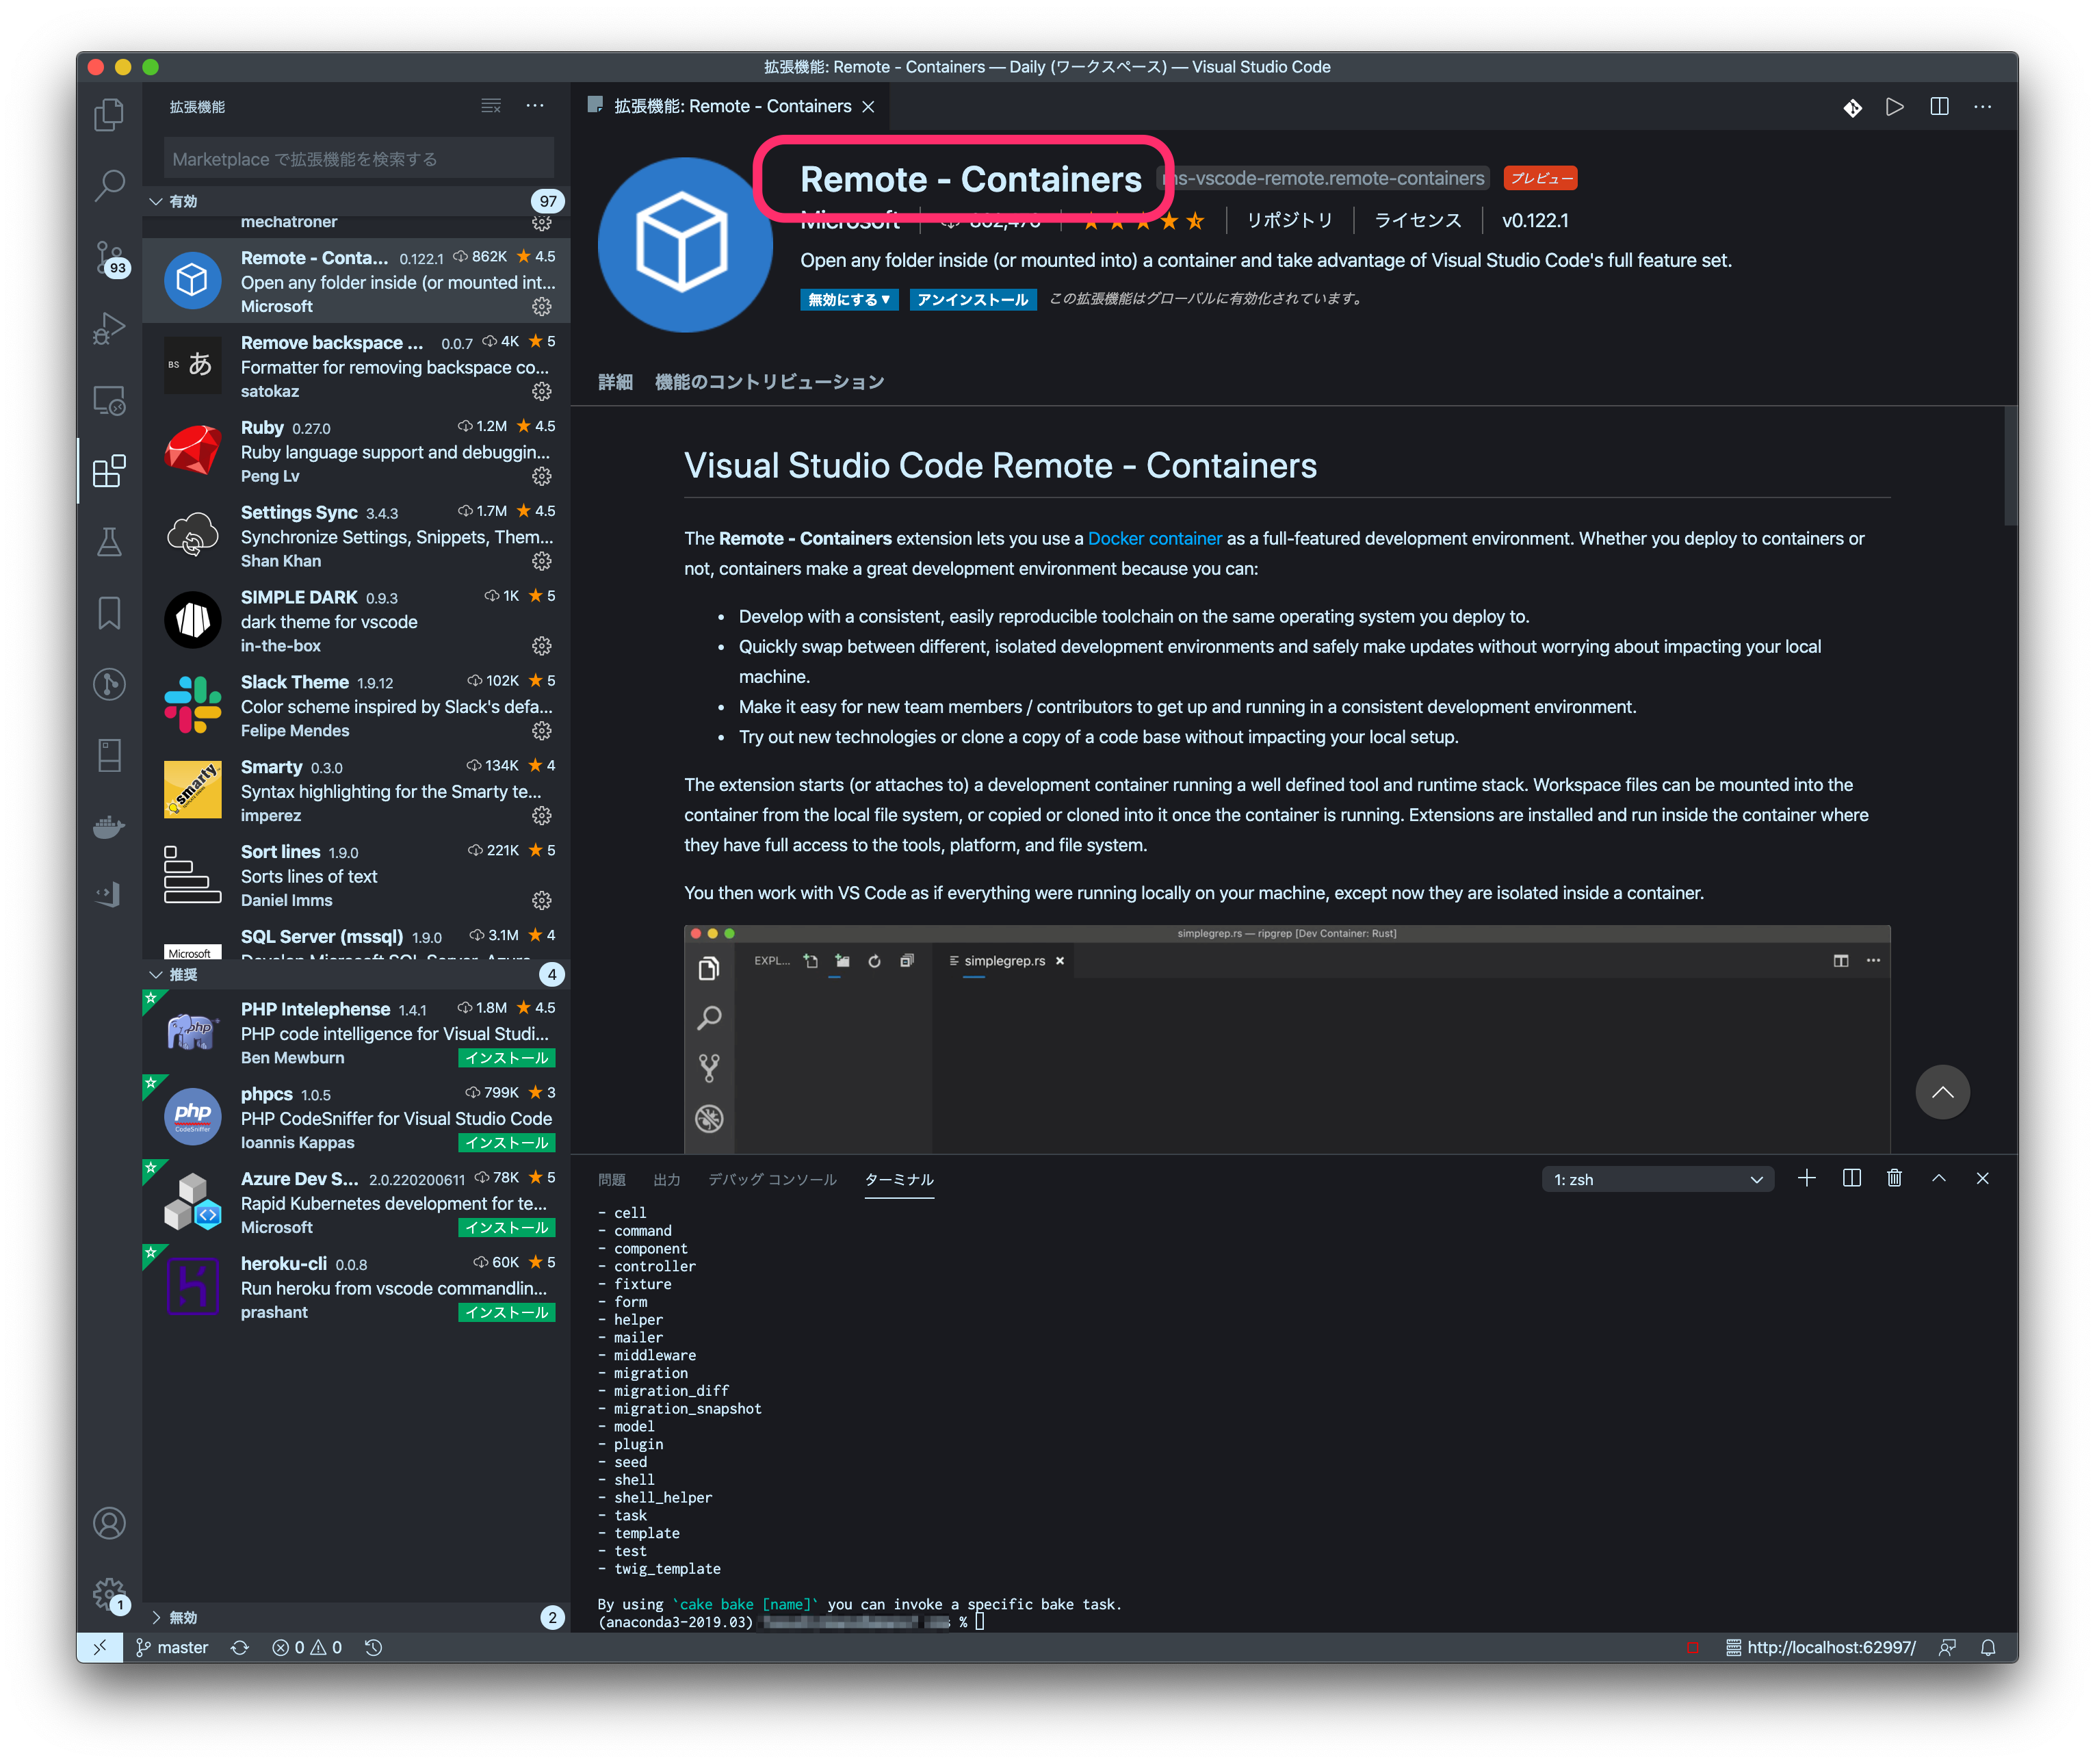 拡張機能: Remote - Containers — Daily (ワークスペース) — Visual Studio Code
拡張機能
Marketplace で拡張機能を検索する
有効 97
mechatroner
Remote - Conta... 0.122.1 862K ★ 4.5
Open any folder inside (or mounted int...
Microsoft
Remove backspace ... 0.0.7 4K ★ 5
Formatter for removing backspace co...
satokaz
BS あ
Ruby 0.27.0 1.2M ★ 4.5
Ruby language support and debuggin...
Peng Lv
Settings Sync 3.4.3 1.7M ★ 4.5
Synchronize Settings, Snippets, Them...
Shan Khan
SIMPLE DARK 0.9.3 1K ★ 5
dark theme for vscode
in-the-box
Slack Theme 1.9.12 102K ★ 5
Color scheme inspired by Slack's defa...
Felipe Mendes
Smarty 0.3.0 134K ★ 4
Syntax highlighting for the Smarty te...
imperez
smarty
Sort lines 1.9.0 221K ★ 5
Sorts lines of text
Daniel Imms
SQL Server (mssql) 1.9.0 3.1M ★ 4
Develop Microsoft SQL Server, Azure
Microsoft
推奨 4
PHP Intelephense 1.4.1 1.8M ★ 4.5
PHP code intelligence for Visual Studi...
Ben Mewburn インストール
php
phpcs 1.0.5 799K ★ 3
PHP CodeSniffer for Visual Studio Code
Ioannis Kappas インストール
php
CodeSniffer
Azure Dev S... 2.0.220200611 78K ★ 5
Rapid Kubernetes development for te...
Microsoft インストール
heroku-cli 0.0.8 60K ★ 5
Run heroku from vscode commandlin...
prashant インストール
無効 2
93
1
拡張機能: Remote - Containers
Remote - Containers ms-vscode-remote.remote-containers プレビュー
Microsoft 862,476 ★★★★ リポジトリ ライセンス v0.122.1
Open any folder inside (or mounted into) a container and take advantage of Visual Studio Code's full feature set.
無効にする▼ アンインストール この拡張機能はグローバルに有効化されています。
詳細 機能のコントリビューション
Visual Studio Code Remote - Containers
The Remote - Containers extension lets you use a Docker container as a full-featured development environment. Whether you deploy to containers or
not, containers make a great development environment because you can:
• Develop with a consistent, easily reproducible toolchain on the same operating system you deploy to.
• Quickly swap between different, isolated development environments and safely make updates without worrying about impacting your local
machine.
• Make it easy for new team members / contributors to get up and running in a consistent development environment.
• Try out new technologies or clone a copy of a code base without impacting your local setup.
The extension starts (or attaches to) a development container running a well defined tool and runtime stack. Workspace files can be mounted into the
container from the local file system, or copied or cloned into it once the container is running. Extensions are installed and run inside the container where
they have full access to the tools, platform, and file system.
You then work with VS Code as if everything were running locally on your machine, except now they are isolated inside a container.
simplegrep.rs — ripgrep [Dev Container: Rust]
EXPL... simplegrep.rs
問題 出力 デバッグ コンソール ターミナル 1: zsh
- cell
- command
- component
- controller
- fixture
- form
- helper
- mailer
- middleware
- migration
- migration_diff
- migration_snapshot
- model
- plugin
- seed
- shell
- shell_helper
- task
- template
- test
- twig_template
By using `cake bake [name]` you can invoke a specific bake task.
(anaconda3-2019.03) %
master 0 0 http://localhost:62997/